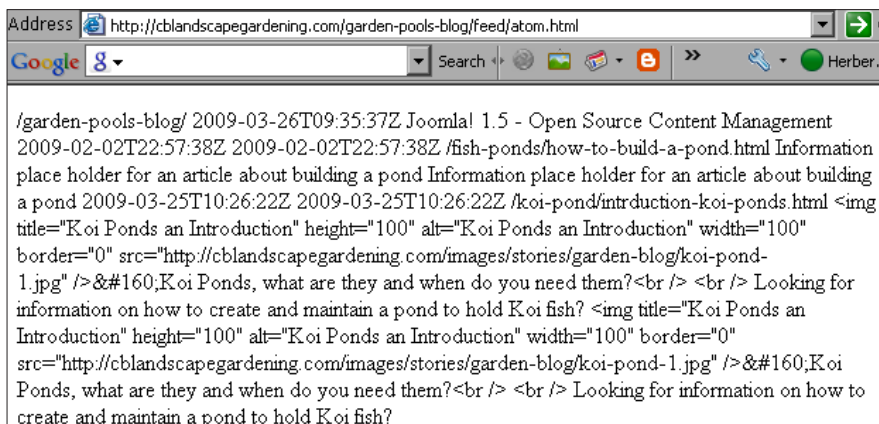 Address http://cblandscapegardening.com/garden-pools-blog/feed/atom.html
Google g Search » Herber.
/garden-pools-blog/ 2009-03-26T09:35:37Z Joomla! 1.5 - Open Source Content Management
2009-02-02T22:57:38Z 2009-02-02T22:57:38Z /fish-ponds/how-to-build-a-pond.html Information
place holder for an article about building a pond Information place holder for an article about building
a pond 2009-03-25T10:26:22Z 2009-03-25T10:26:22Z /koi-pond/intrduction-koi-ponds.html <img
title="Koi Ponds an Introduction" height="100" alt="Koi Ponds an Introduction" width="100"
border="0" src="http://cblandscapegardening.com/images/stories/garden-blog/koi-pond-
1.jpg" />&#160;Koi Ponds, what are they and when do you need them?<br /> <br /> Looking for
information on how to create and maintain a pond to hold Koi fish? <img title="Koi Ponds an
Introduction" height="100" alt="Koi Ponds an Introduction" width="100" border="0"
src="http://cblandscapegardening.com/images/stories/garden-blog/koi-pond-1.jpg" />&#160;Koi
Ponds, what are they and when do you need them?<br /> <br /> Looking for information on how to
create and maintain a pond to hold Koi fish?